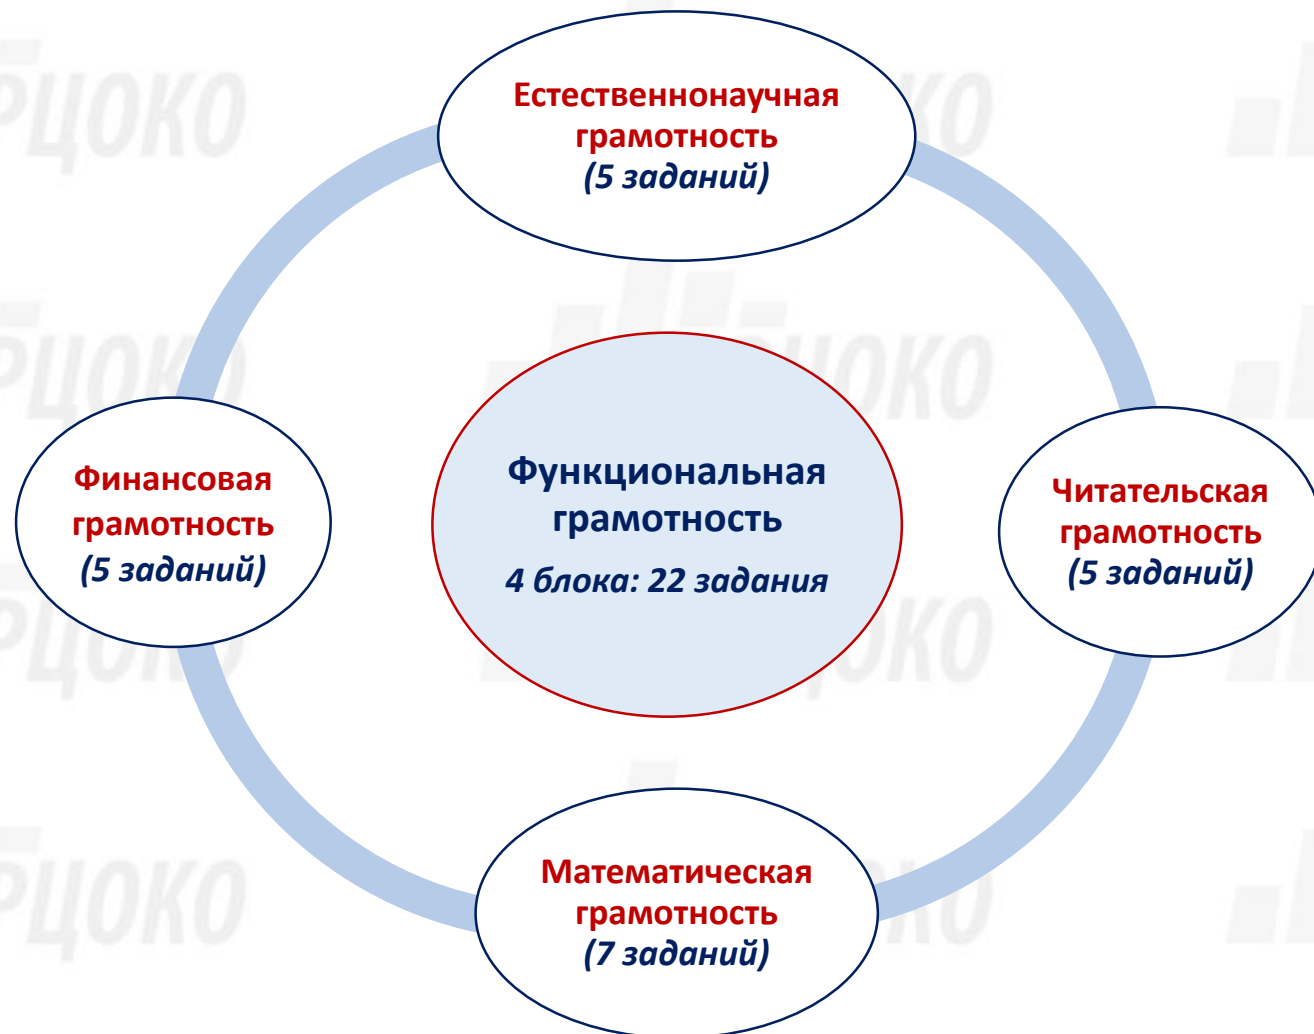 Естественнонаучная
грамотность
(5 заданий)
Финансовая
грамотность
(5 заданий)
Функциональная
грамотность
4 блока: 22 задания
Читательская
грамотность
(5 заданий)
Математическая
грамотность
(7 заданий)
РЦОКО